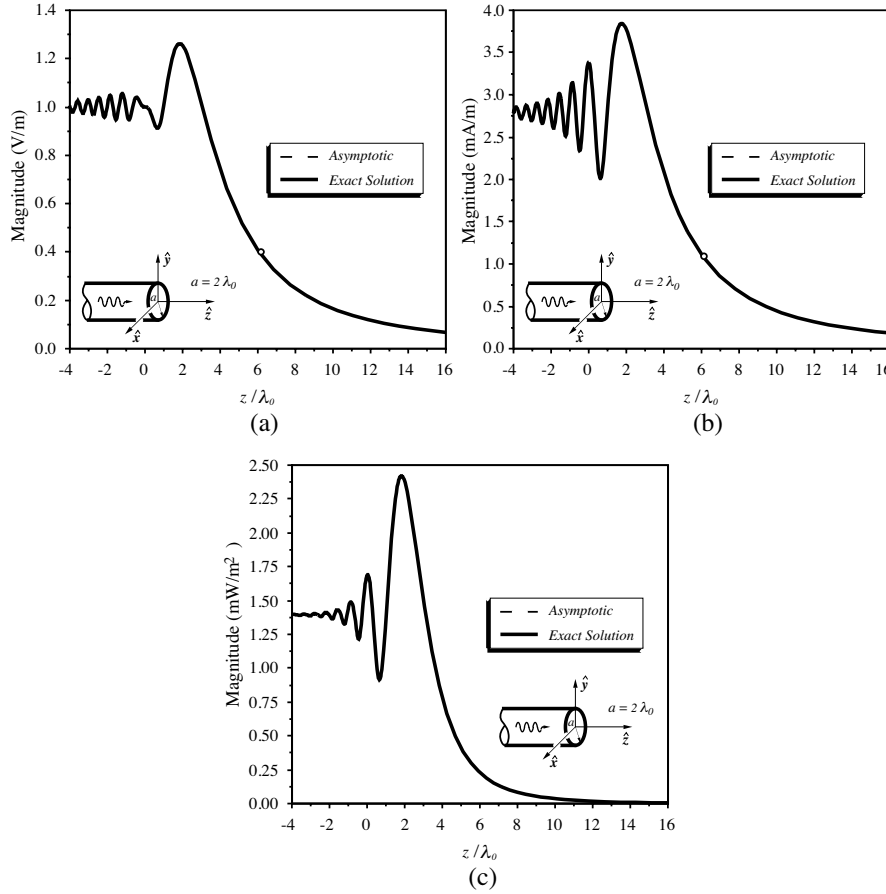 1.4
1.2
1.0
0.8
0.6
0.4
0.2
0.0
Magnitude (V/m)
Asymptotic
Exact Solution
ŷ
a = 2 λ₀
a
ẑ
x̂
-4 -2 0 2 4 6 8 10 12 14 16
z / λ₀
(a)
4.0
3.5
3.0
2.5
2.0
1.5
1.0
0.5
0.0
Magnitude (mA/m)
Asymptotic
Exact Solution
ŷ
a = 2 λ₀
a
ẑ
x̂
-4 -2 0 2 4 6 8 10 12 14 16
z / λ₀
(b)
2.50
2.25
2.00
1.75
1.50
1.25
1.00
0.75
0.50
0.25
0.00
Magnitude (mW/m²)
Asymptotic
Exact Solution
ŷ
a = 2 λ₀
a
ẑ
x̂
-4 -2 0 2 4 6 8 10 12 14 16
z / λ₀
(c)